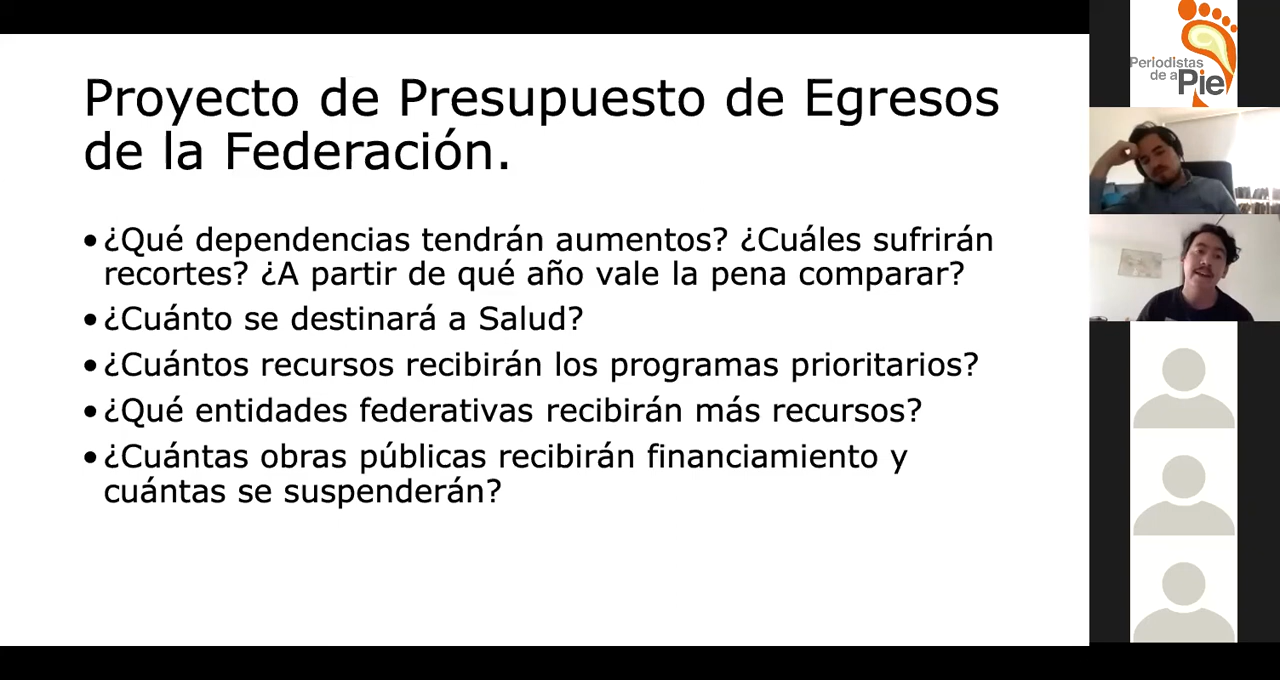 Proyecto de Presupuesto de Egresos
de la Federación.
•¿Qué dependencias tendrán aumentos? ¿Cuáles sufrirán
recortes? ¿A partir de qué año vale la pena comparar?
•¿Cuánto se destinará a Salud?
•¿Cuántos recursos recibirán los programas prioritarios?
•¿Qué entidades federativas recibirán más recursos?
•¿Cuántas obras públicas recibirán financiamiento y
cuántas se suspenderán?
Periodistas
de a Pie